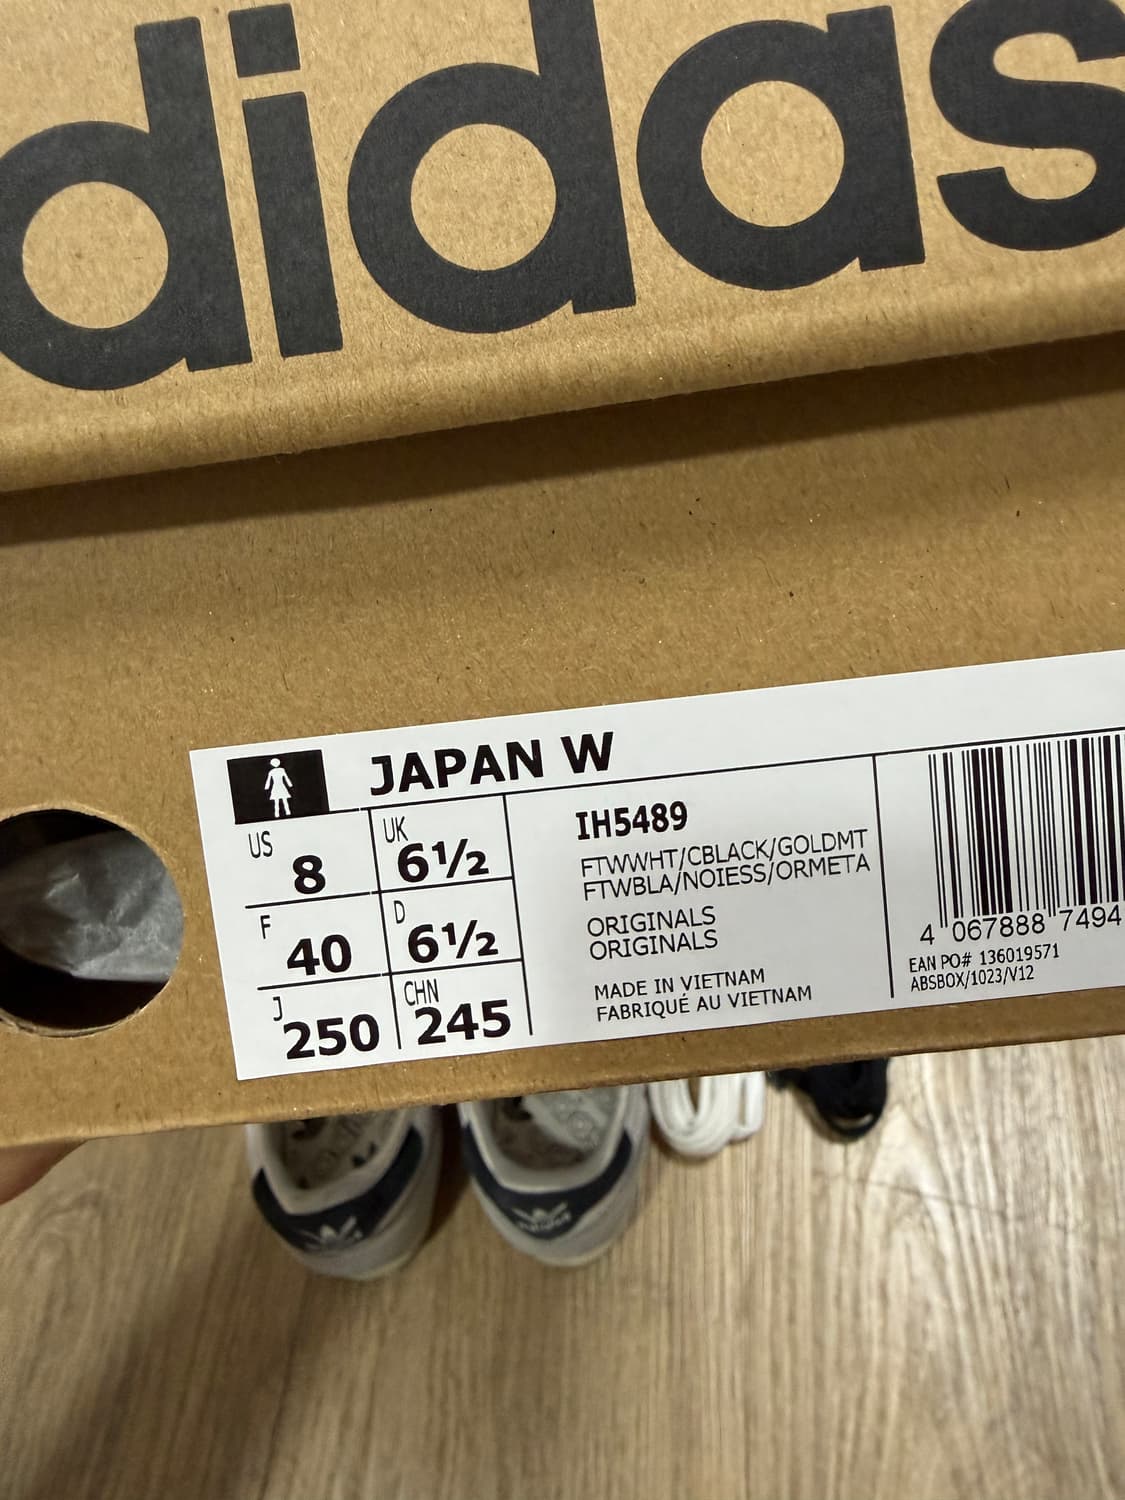 adidas
JAPAN W
US 8 UK 6½
F 40 D 6½
J 250 CHN 245
IH5489
FTWWHT/CBLACK/GOLDMT
FTWBLA/NOIESS/ORMETA
ORIGINALS
ORIGINALS
MADE IN VIETNAM
FABRIQUÉ AU VIETNAM
4 067888 7494
EAN PO# 136019571
ABSBOX/1023/V12